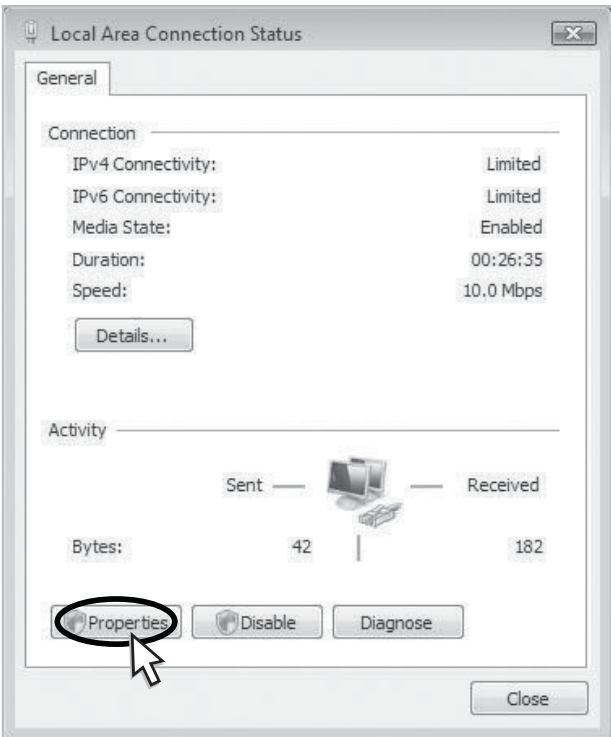 Local Area Connection Status
General
Connection
IPv4 Connectivity: Limited
IPv6 Connectivity: Limited
Media State: Enabled
Duration: 00:26:35
Speed: 10.0 Mbps
Details...
Activity
Sent Received
Bytes: 42 182
Properties Disable Diagnose
Close